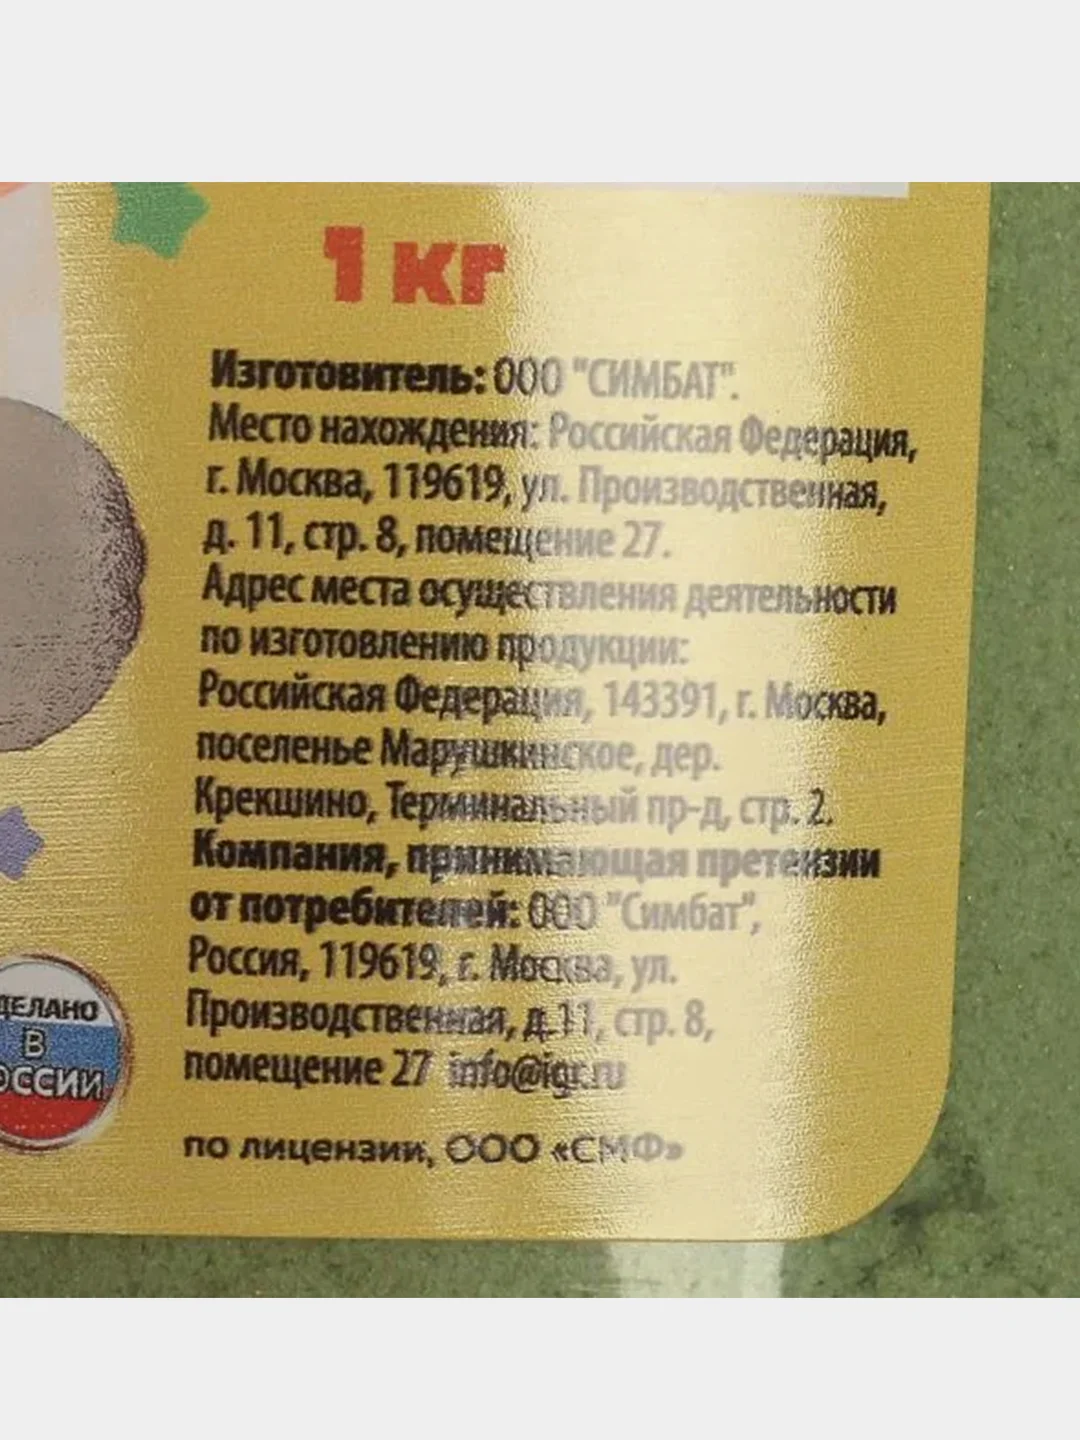 1 кг
Изготовитель: ООО "СИМБАТ".
Место нахождения: Российская Федерация,
г. Москва, 119619, ул. Производственная,
д. 11, стр. 8, помещение 27.
Адрес места осуществления деятельности
по изготовлению продукции:
Российская Федерация, 143391, г. Москва,
поселенье Марушкинское, дер.
Крекшино, Терминальный пр-д, стр. 2.
Компания, принимающая претензии
от потребителей: ООО "Симбат",
Россия, 119619, г. Москва, ул.
Производственная, д.11, стр. 8,
помещение 27 info@igr.ru
по лицензии, ООО «СМФ»
ДЕЛАНО
В
ОССИИ